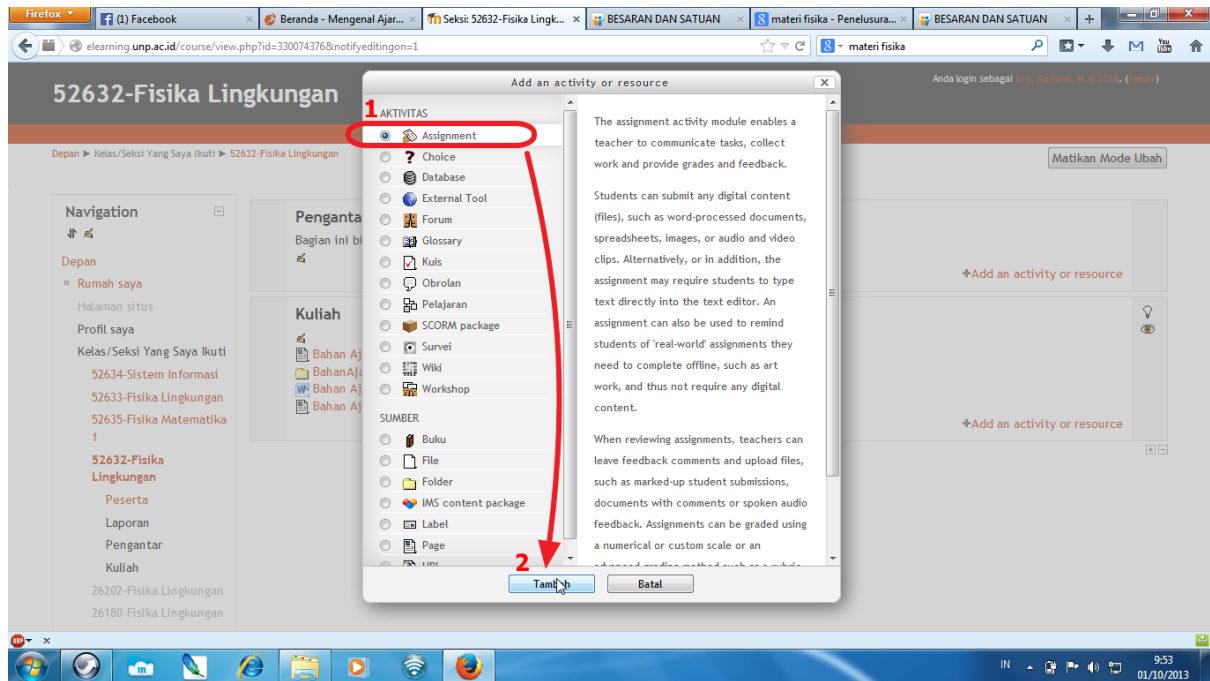 Firefox
(1) Facebook
Beranda - Mengenal Ajar...
Seksi: 52632-Fisika Lingk...
BESARAN DAN SATUAN
materi fisika - Penelusura...
BESARAN DAN SATUAN
elearning.unp.ac.id/course/view.php?id=330074376&notifyeditingon=1
materi fisika
52632-Fisika Lingkungan
Anda login sebagai
Depan ► Kelas/Seksi Yang Saya Ikuti ► 52632-Fisika Lingkungan
Matikan Mode Ubah
Navigation
Depan
Rumah saya
Halaman situs
Profil saya
Kelas/Seksi Yang Saya Ikuti
52634-Sistem Informasi
52633-Fisika Lingkungan
52635-Fisika Matematika
1
52632-Fisika
Lingkungan
Peserta
Laporan
Pengantar
Kuliah
26202-Fisika Lingkungan
26180-Fisika Lingkungan
Penganta
Bagian ini bi
+Add an activity or resource
Kuliah
Bahan Aj
BahanAja
Bahan Aj
Bahan Aj
+Add an activity or resource
Add an activity or resource
1
AKTIVITAS
Assignment
Choice
Database
External Tool
Forum
Glossary
Kuis
Obrolan
Pelajaran
SCORM package
Survei
Wiki
Workshop
SUMBER
Buku
File
Folder
IMS content package
Label
Page
URL
The assignment activity module enables a
teacher to communicate tasks, collect
work and provide grades and feedback.
Students can submit any digital content
(files), such as word-processed documents,
spreadsheets, images, or audio and video
clips. Alternatively, or in addition, the
assignment may require students to type
text directly into the text editor. An
assignment can also be used to remind
students of 'real-world' assignments they
need to complete offline, such as art
work, and thus not require any digital
content.
When reviewing assignments, teachers can
leave feedback comments and upload files,
such as marked-up student submissions,
documents with comments or spoken audio
feedback. Assignments can be graded using
a numerical or custom scale or an
advanced grading method such as a rubric.
2
Tambah
Batal
ABP
IN
9:53
01/10/2013